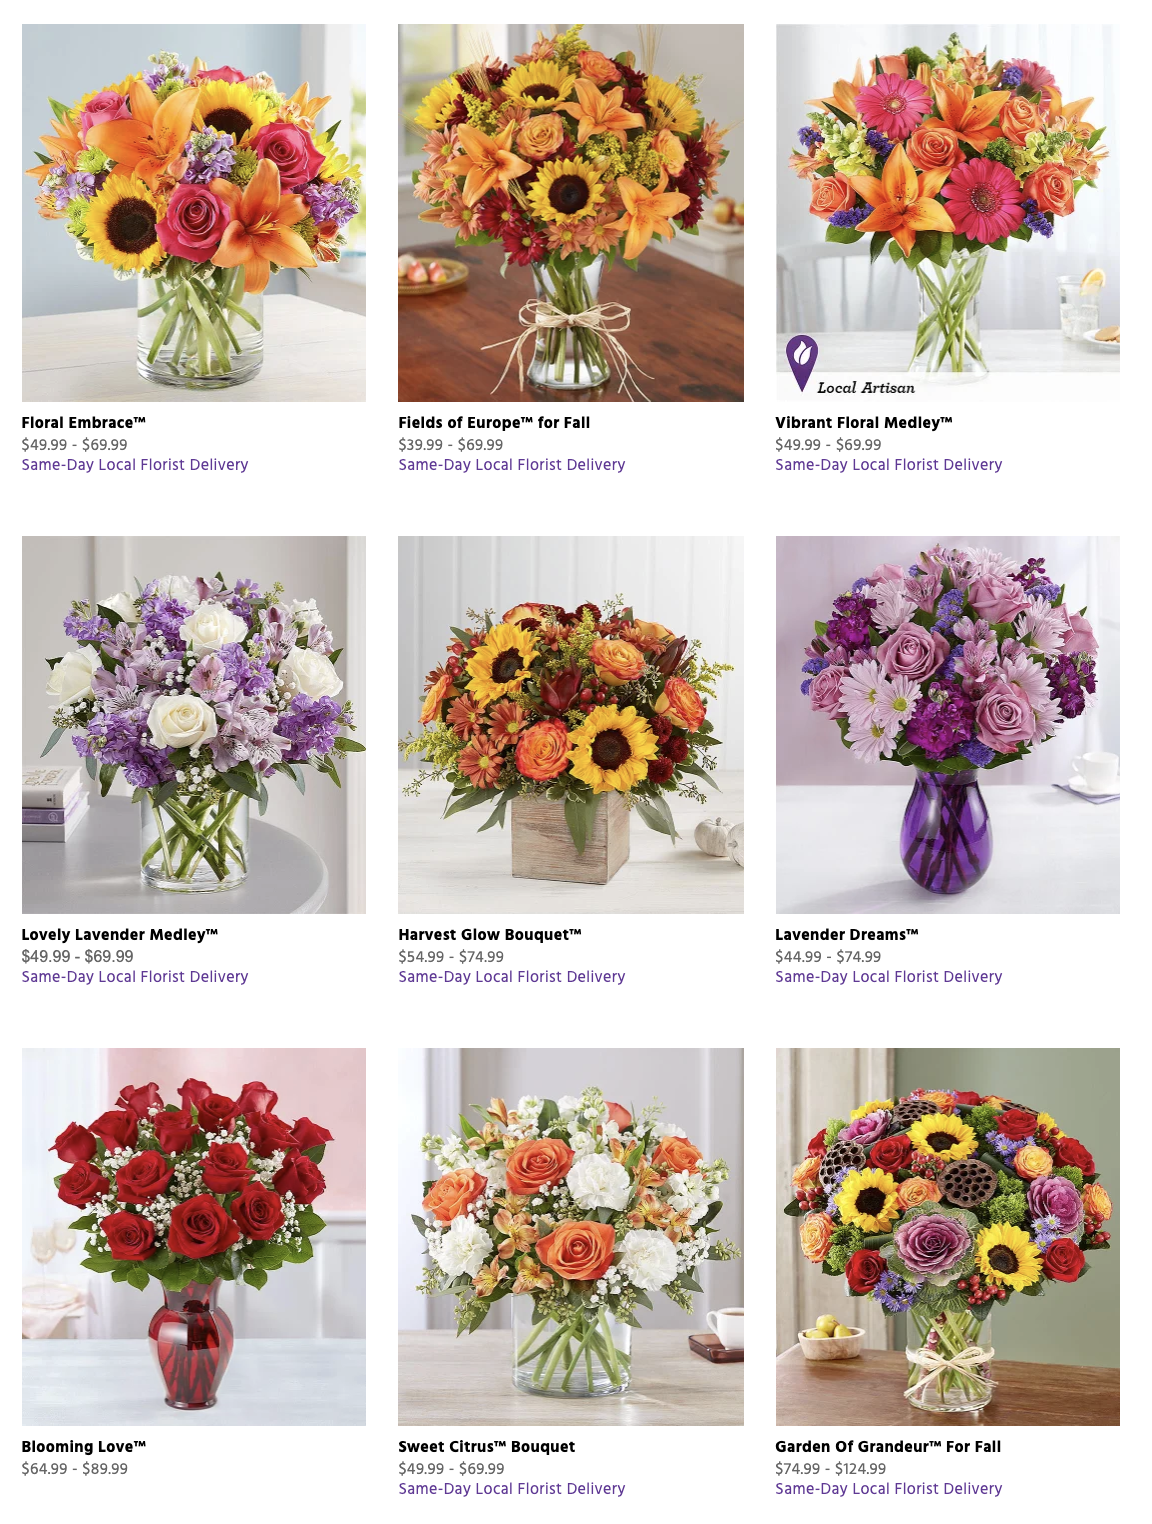 Local Artisan
Floral Embrace™
$49.99 - $69.99
Same-Day Local Florist Delivery
Fields of Europe™ for Fall
$39.99 - $69.99
Same-Day Local Florist Delivery
Vibrant Floral Medley™
$49.99 - $69.99
Same-Day Local Florist Delivery
Lovely Lavender Medley™
$49.99 - $69.99
Same-Day Local Florist Delivery
Harvest Glow Bouquet™
$54.99 - $74.99
Same-Day Local Florist Delivery
Lavender Dreams™
$44.99 - $74.99
Same-Day Local Florist Delivery
Blooming Love™
$64.99 - $89.99
Sweet Citrus™ Bouquet
$49.99 - $69.99
Same-Day Local Florist Delivery
Garden Of Grandeur™ For Fall
$74.99 - $124.99
Same-Day Local Florist Delivery